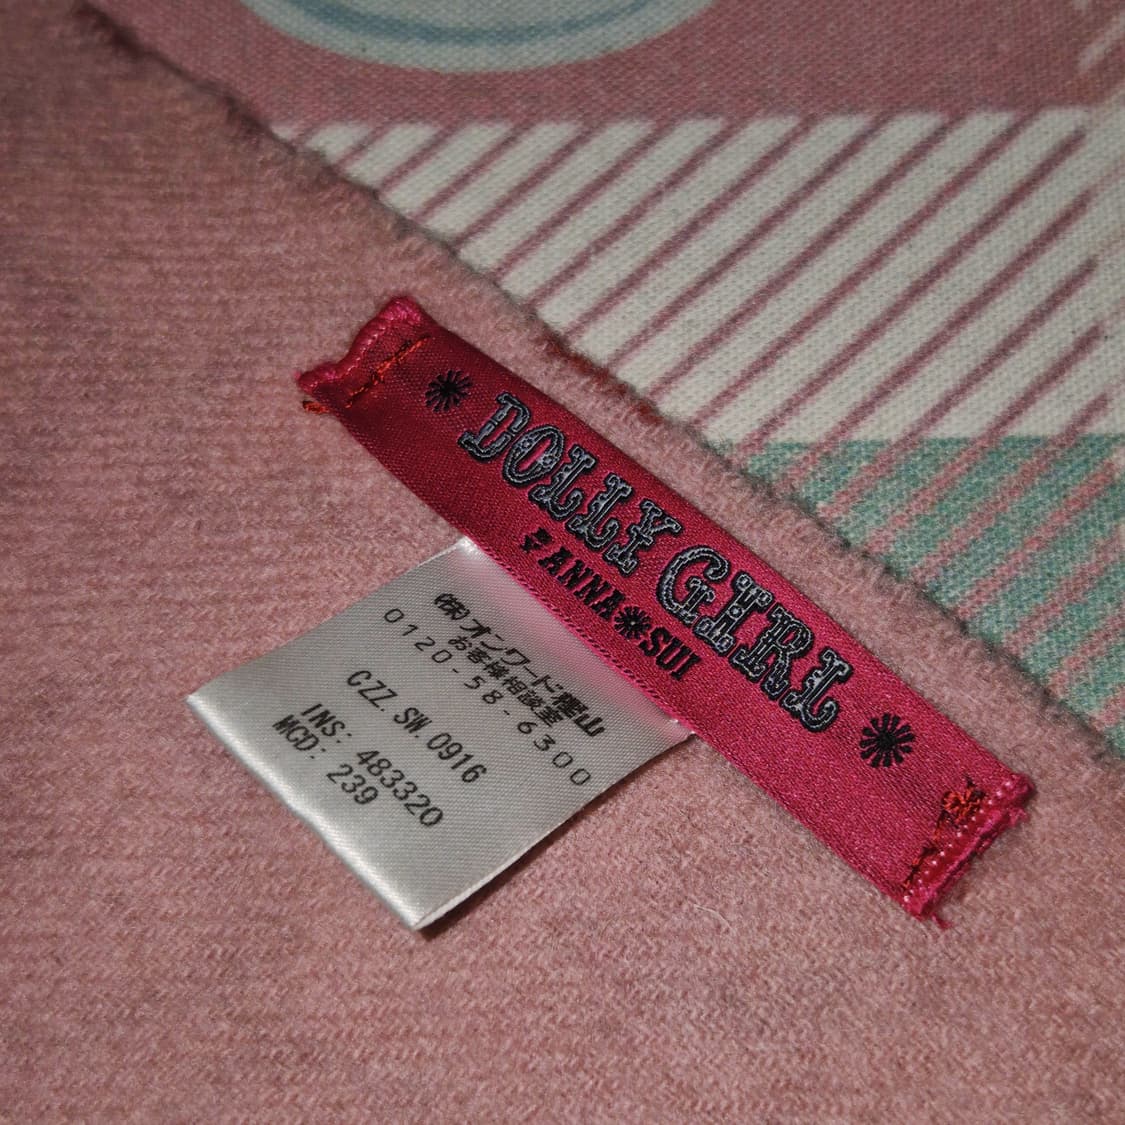 DOLLY GIRL
ANNA SUI
(株)オンワード樫山
お客様相談室
0120-58-6300
CZZ.SW.0916
INS: 483320
MCD: 239